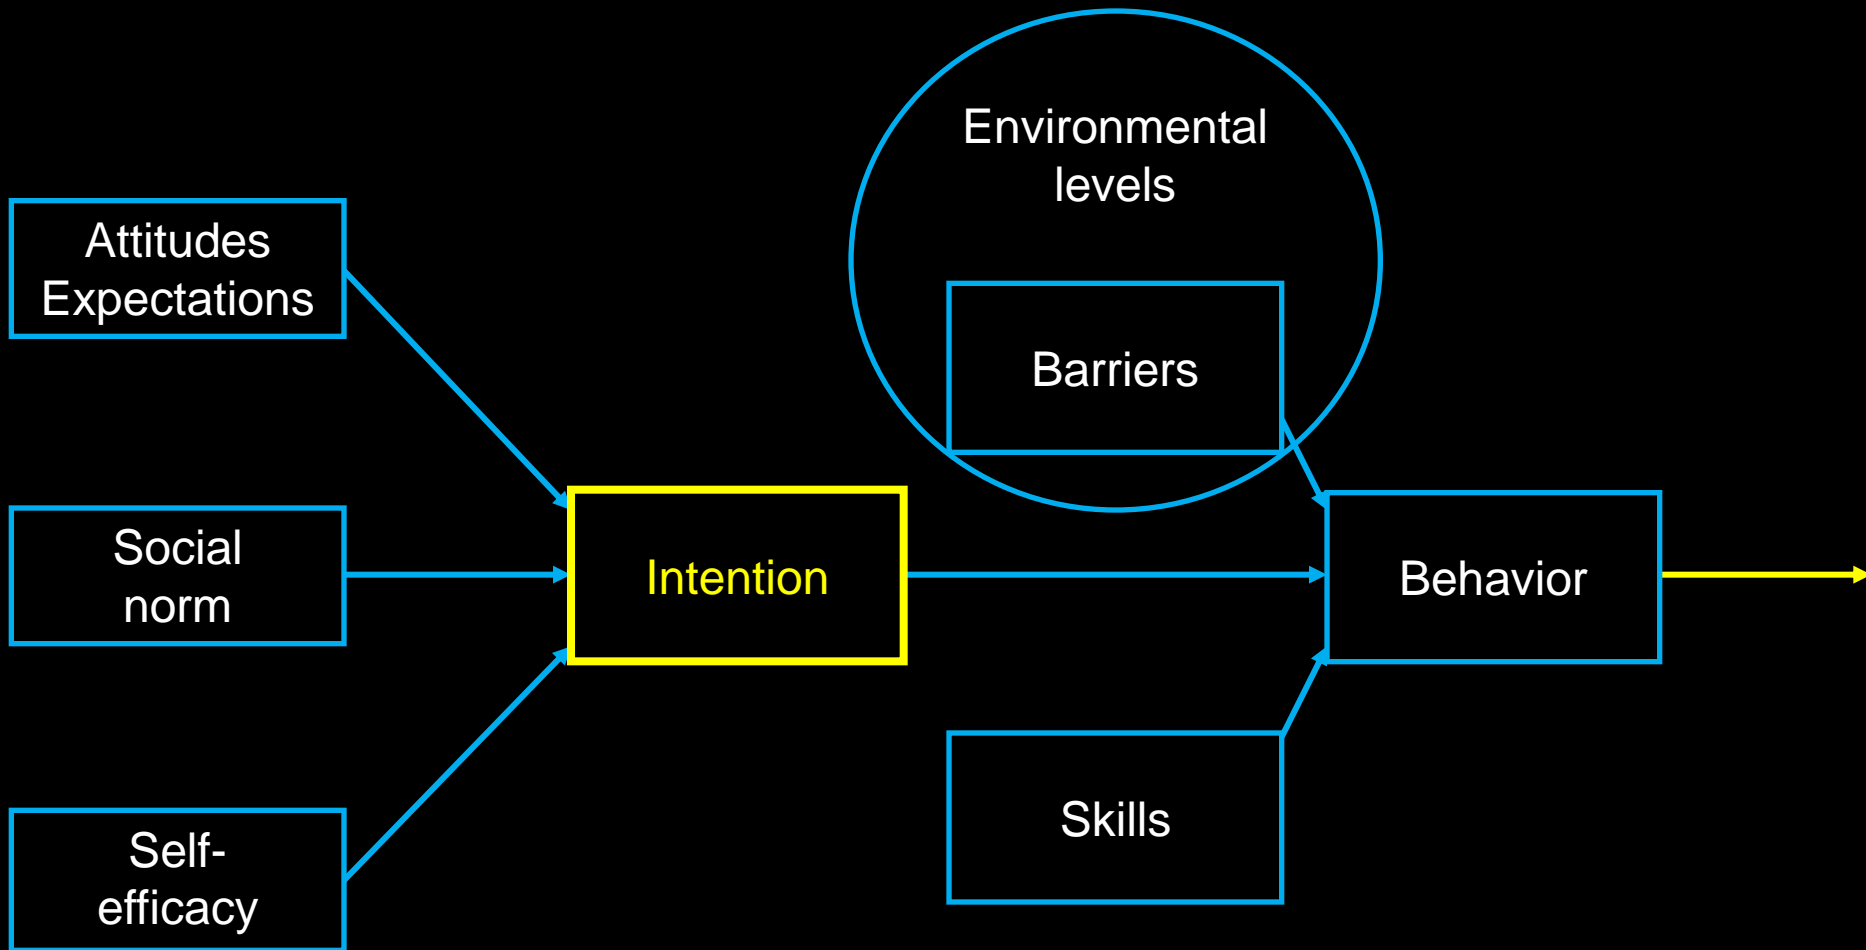 Environmental
levels
Attitudes
Expectations
Barriers
Social
norm
Intention
Behavior
Skills
Self-
efficacy